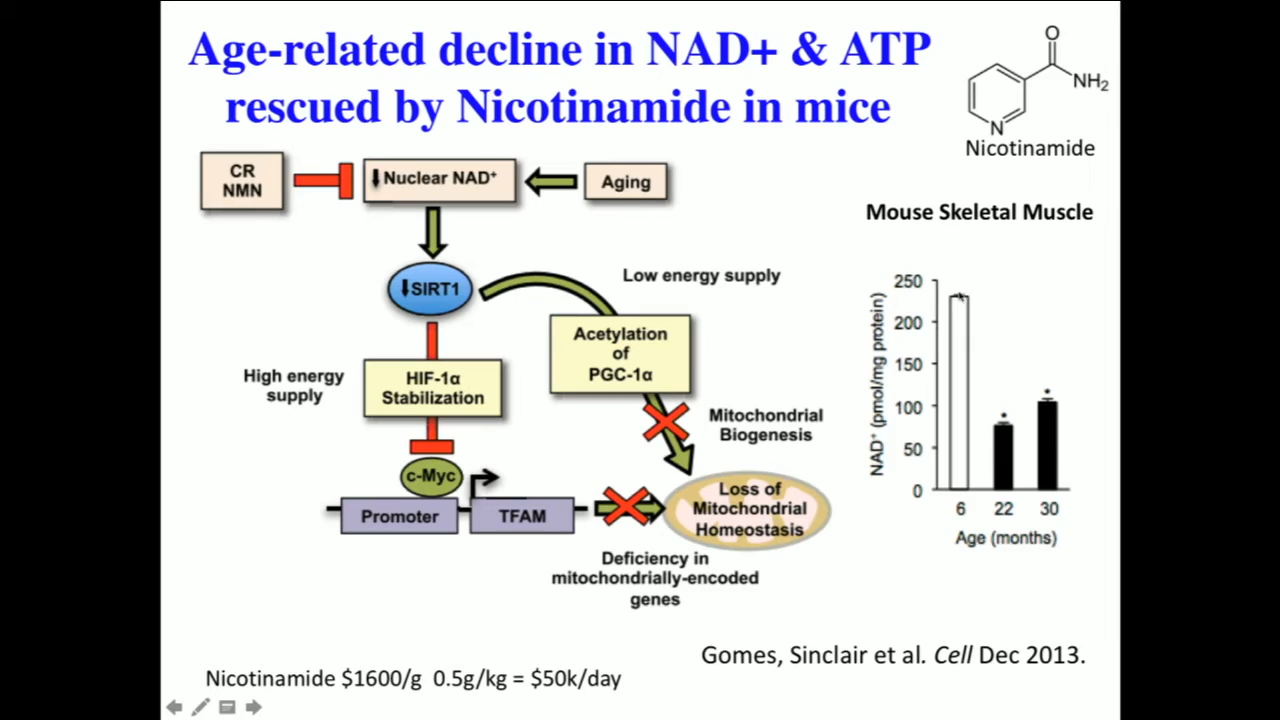 Age-related decline in NAD+ & ATP
rescued by Nicotinamide in mice
O
NH₂
N
Nicotinamide
CR
NMN
Nuclear NAD⁺
Aging
SIRT1
Low energy supply
Acetylation
of
PGC-1α
High energy
supply
HIF-1α
Stabilization
Mitochondrial
Biogenesis
c-Myc
Promoter
TFAM
Loss of
Mitochondrial
Homeostasis
Deficiency in
mitochondrially-encoded
genes
Mouse Skeletal Muscle
NAD⁺ (pmol/mg protein)
250
200
150
100
50
0
*
*
6 22 30
Age (months)
Gomes, Sinclair et al. Cell Dec 2013.
Nicotinamide $1600/g 0.5g/kg = $50k/day